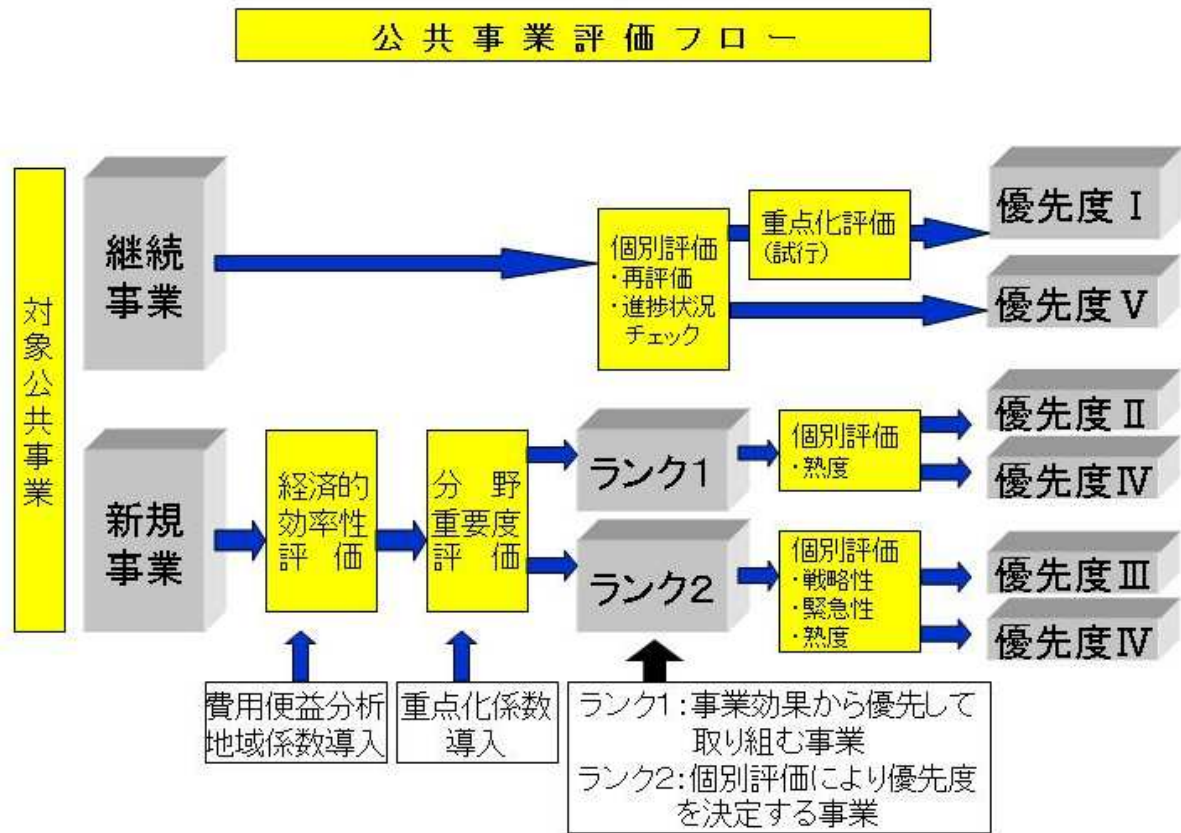 公共事業評価フロー
対象公共事業
継続
事業
個別評価
・再評価
・進捗状況
チェック
重点化評価
(試行)
優先度Ⅰ
優先度Ⅴ
新規
事業
経済的
効率性
評価
分野
重要度
評価
ランク1
ランク2
個別評価
・熟度
個別評価
・戦略性
・緊急性
・熟度
優先度Ⅱ
優先度Ⅳ
優先度Ⅲ
優先度Ⅳ
費用便益分析
地域係数導入
重点化係数
導入
ランク1:事業効果から優先して
取り組む事業
ランク2:個別評価により優先度
を決定する事業